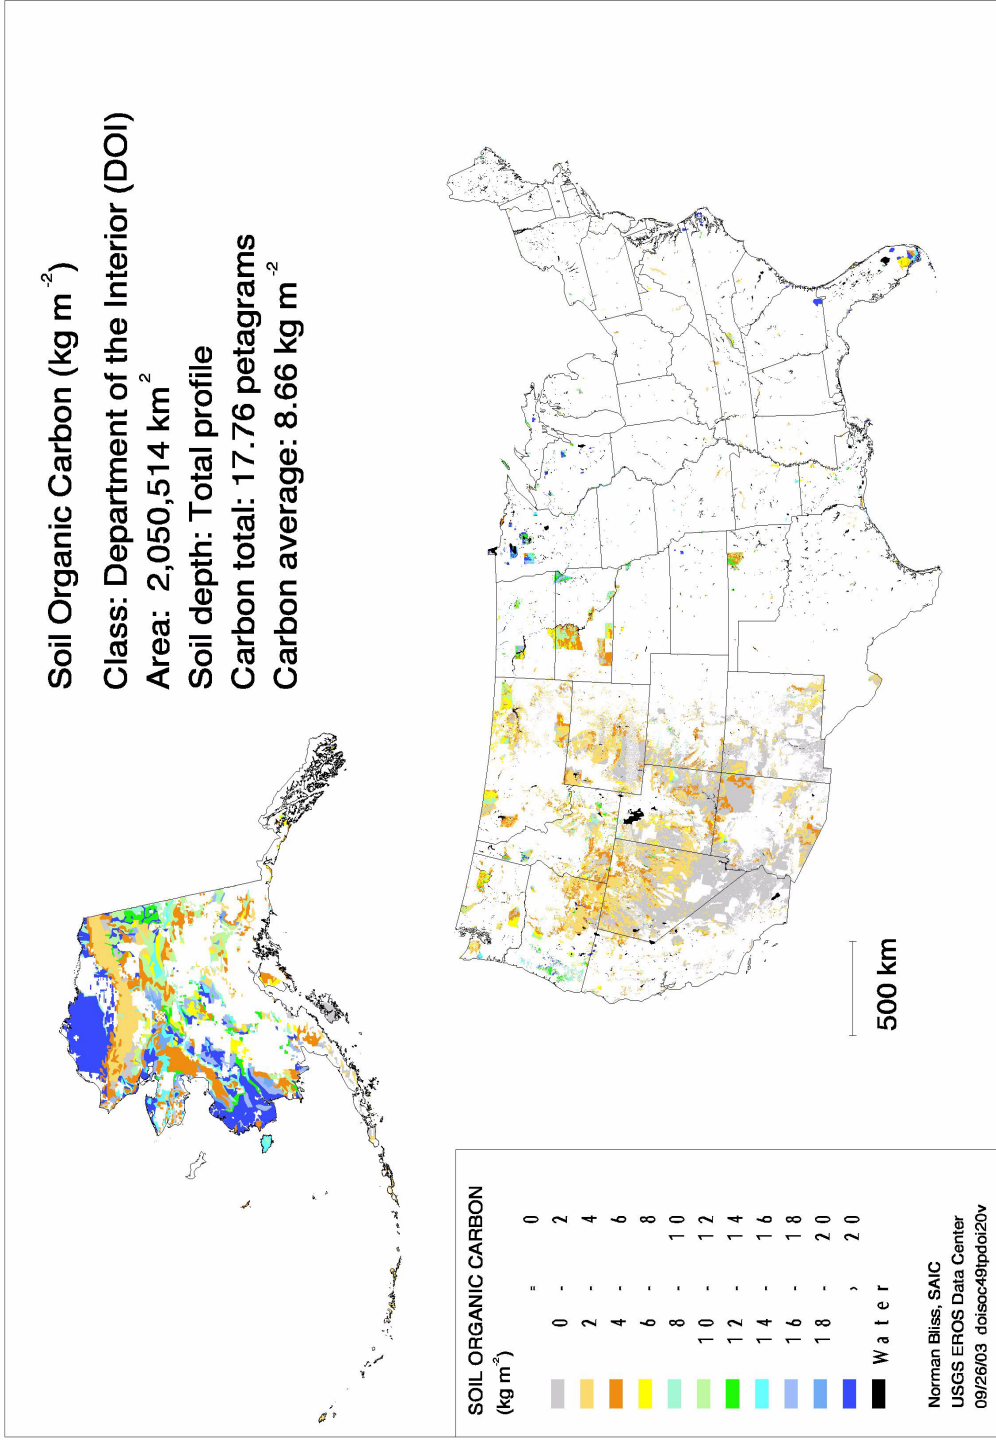 Soil Organic Carbon (kg m-2)
Class: Department of the Interior (DOI)
Area: 2,050,514 km2
Soil depth: Total profile
Carbon total: 17.76 petagrams
Carbon average: 8.66 kg m-2
500 km
SOIL ORGANIC CARBON
(kg m-2)
= 0
0 - 2
2 - 4
4 - 6
6 - 8
8 - 10
10 - 12
12 - 14
14 - 16
16 - 18
18 - 20
> 20
Water
Norman Bliss, SAIC
USGS EROS Data Center
09/26/03 doisoc49tpdoi20v